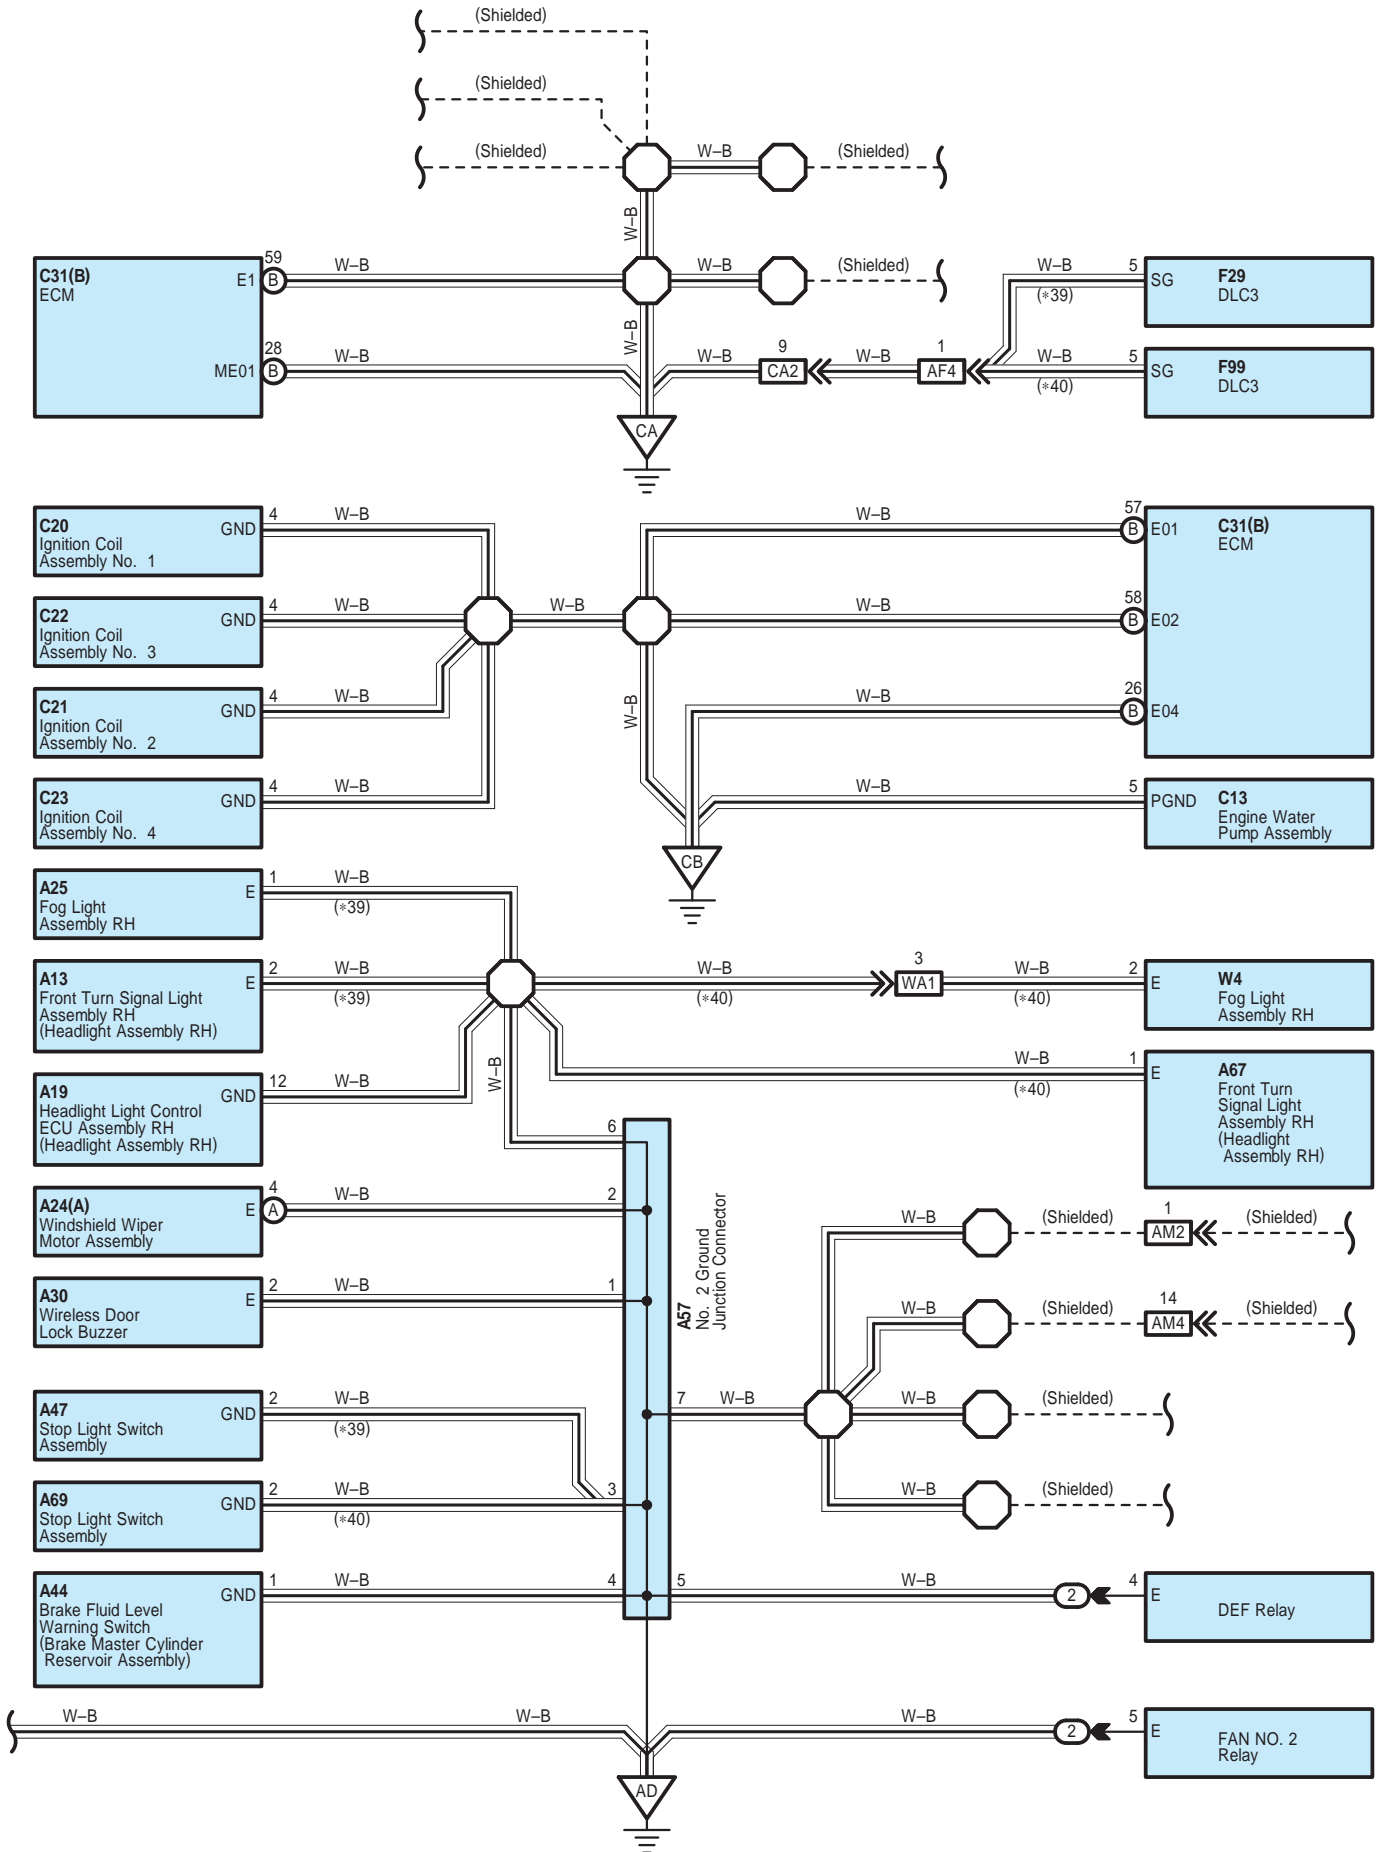 (Shielded)
(Shielded)
(Shielded)
W–B
(Shielded)
W–B
C31(B)
ECM
E1
59
B
W–B
W–B
(Shielded)
W–B
(∗39)
5
SG
F29
DLC3
W–B
ME01
28
B
W–B
W–B
9
CA2
W–B
1
AF4
W–B
(∗40)
5
SG
F99
DLC3
CA
C20
Ignition Coil
Assembly No. 1
GND
4
W–B
W–B
57
B
E01
C31(B)
ECM
C22
Ignition Coil
Assembly No. 3
GND
4
W–B
W–B
W–B
58
B
E02
C21
Ignition Coil
Assembly No. 2
GND
4
W–B
W–B
W–B
26
B
E04
C23
Ignition Coil
Assembly No. 4
GND
4
W–B
W–B
5
PGND
C13
Engine Water
Pump Assembly
CB
A25
Fog Light
Assembly RH
E
1
W–B
(∗39)
A13
Front Turn Signal Light
Assembly RH
(Headlight Assembly RH)
E
2
W–B
(∗39)
W–B
(∗40)
3
WA1
W–B
(∗40)
2
E
W4
Fog Light
Assembly RH
A19
Headlight Light Control
ECU Assembly RH
(Headlight Assembly RH)
GND
12
W–B
W–B
W–B
(∗40)
1
E
A67
Front Turn
Signal Light
Assembly RH
(Headlight
Assembly RH)
6
A24(A)
Windshield Wiper
Motor Assembly
E
4
A
W–B
2
A57
No. 2 Ground
Junction Connector
W–B
(Shielded)
1
AM2
(Shielded)
A30
Wireless Door
Lock Buzzer
E
2
W–B
1
W–B
(Shielded)
14
AM4
(Shielded)
A47
Stop Light Switch
Assembly
GND
2
W–B
(∗39)
7
W–B
W–B
(Shielded)
A69
Stop Light Switch
Assembly
GND
2
W–B
(∗40)
3
W–B
(Shielded)
A44
Brake Fluid Level
Warning Switch
(Brake Master Cylinder
Reservoir Assembly)
GND
1
W–B
4
5
W–B
2
4
E
DEF Relay
W–B
W–B
W–B
2
5
E
FAN NO. 2
Relay
AD